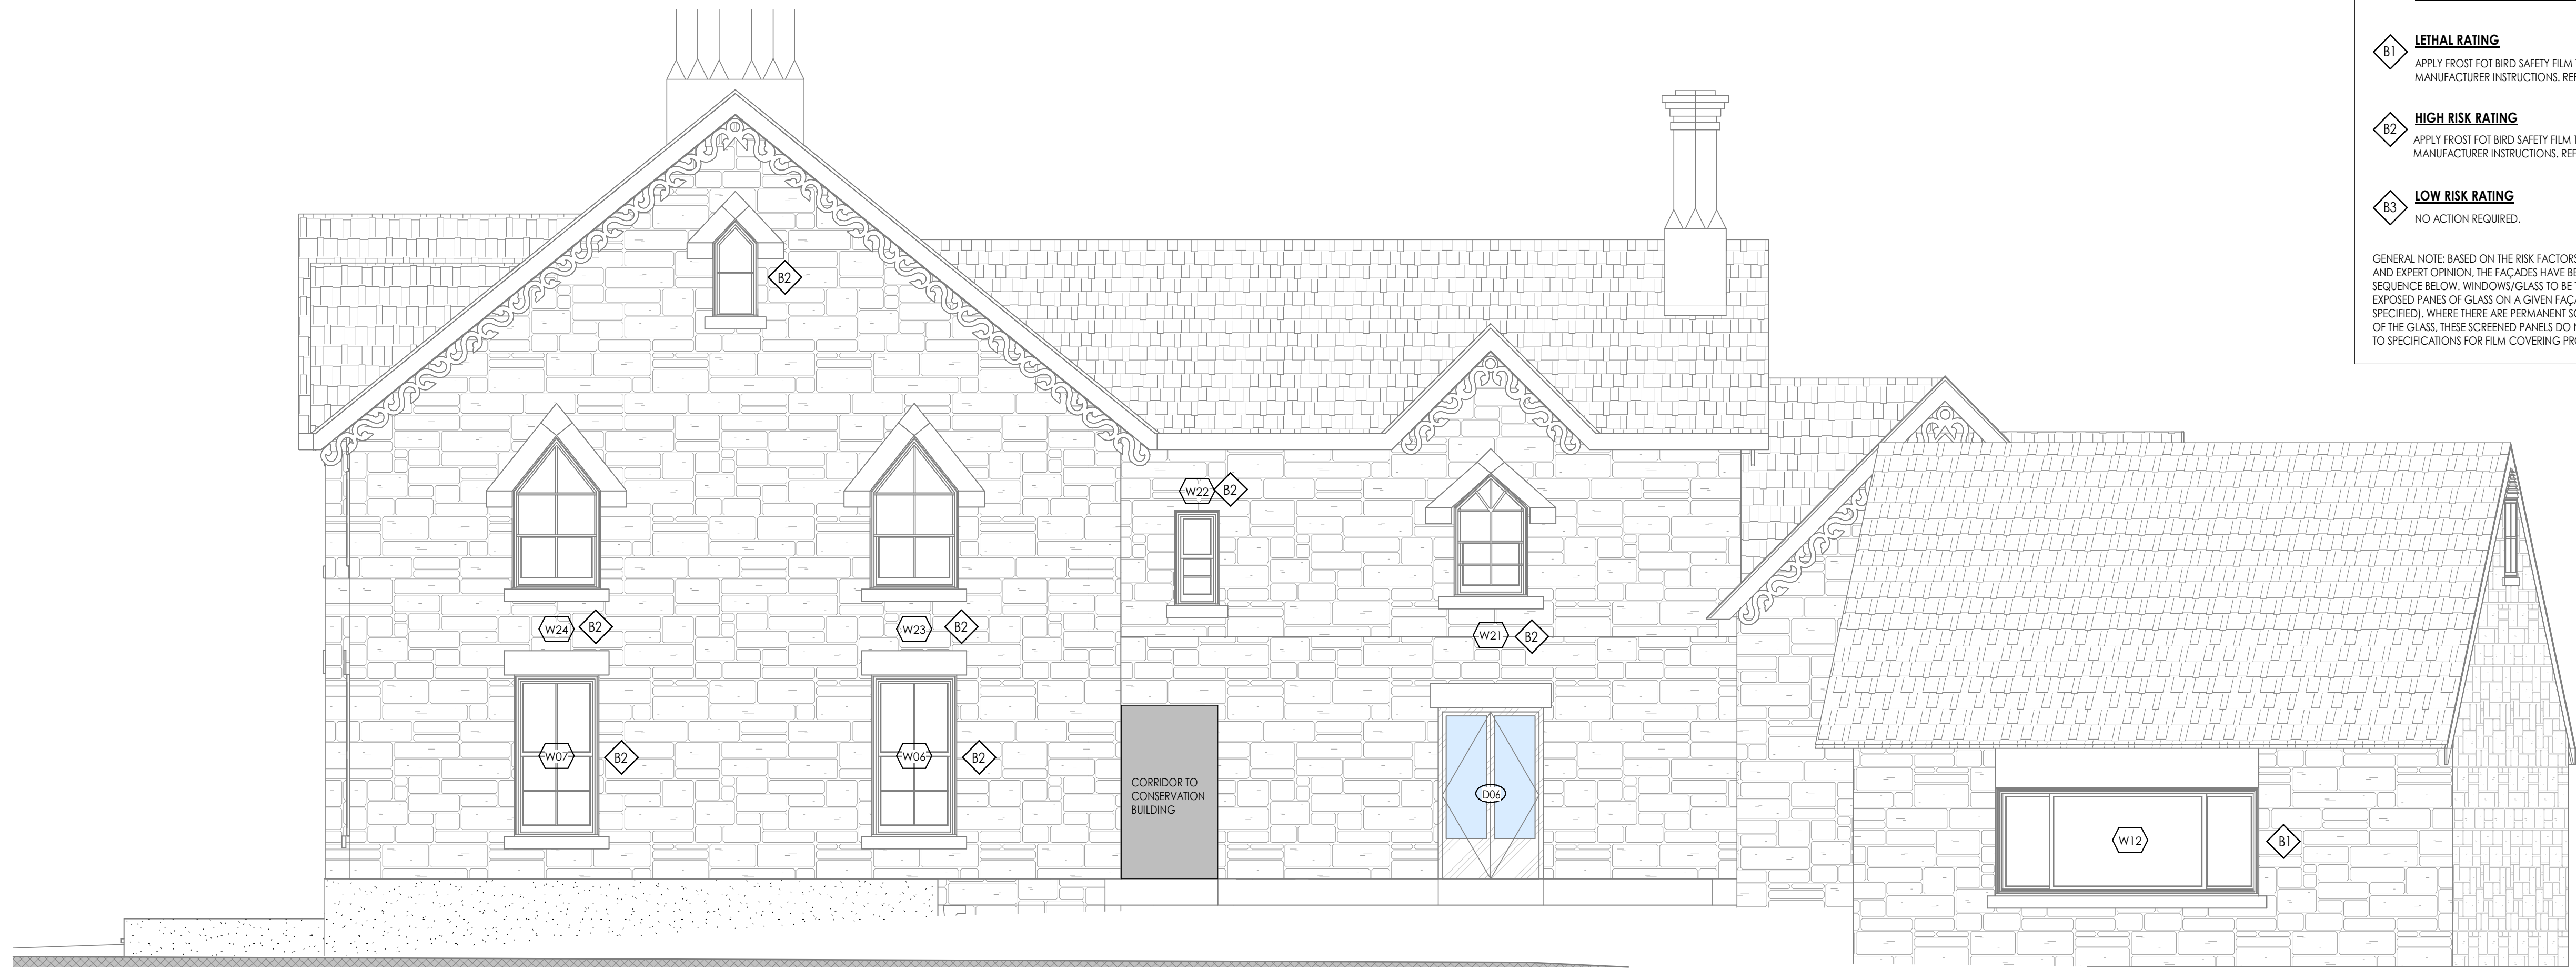 B1
LETHAL RATING
APPLY FROST FOT BIRD SAFETY FILM
MANUFACTURER INSTRUCTIONS. REF
B2
HIGH RISK RATING
APPLY FROST FOT BIRD SAFETY FILM T
MANUFACTURER INSTRUCTIONS. REF
B3
LOW RISK RATING
NO ACTION REQUIRED.
GENERAL NOTE: BASED ON THE RISK FACTORS
AND EXPERT OPINION, THE FAÇADES HAVE BE
SEQUENCE BELOW. WINDOWS/GLASS TO BE T
EXPOSED PANES OF GLASS ON A GIVEN FAÇA
SPECIFIED). WHERE THERE ARE PERMANENT SC
OF THE GLASS, THESE SCREENED PANELS DO N
TO SPECIFICATIONS FOR FILM COVERING PRO
B2
W22 B2
W24 B2
W23 B2
W21 B2
W07 B2
W06 B2
CORRIDOR TO
CONSERVATION
BUILDING
D06
W12 B1